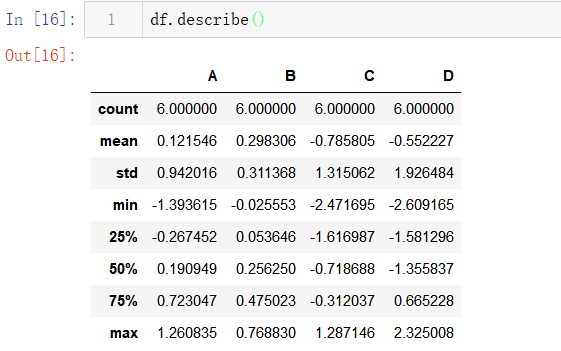 In [16]: 1 df.describe()
Out[16]:
A B C D
count 6.000000 6.000000 6.000000 6.000000
mean 0.121546 0.298306 -0.785805 -0.552227
std 0.942016 0.311368 1.315062 1.926484
min -1.393615 -0.025553 -2.471695 -2.609165
25% -0.267452 0.053646 -1.616987 -1.581296
50% 0.190949 0.256250 -0.718688 -1.355837
75% 0.723047 0.475023 -0.312037 0.665228
max 1.260835 0.768830 1.287146 2.325008